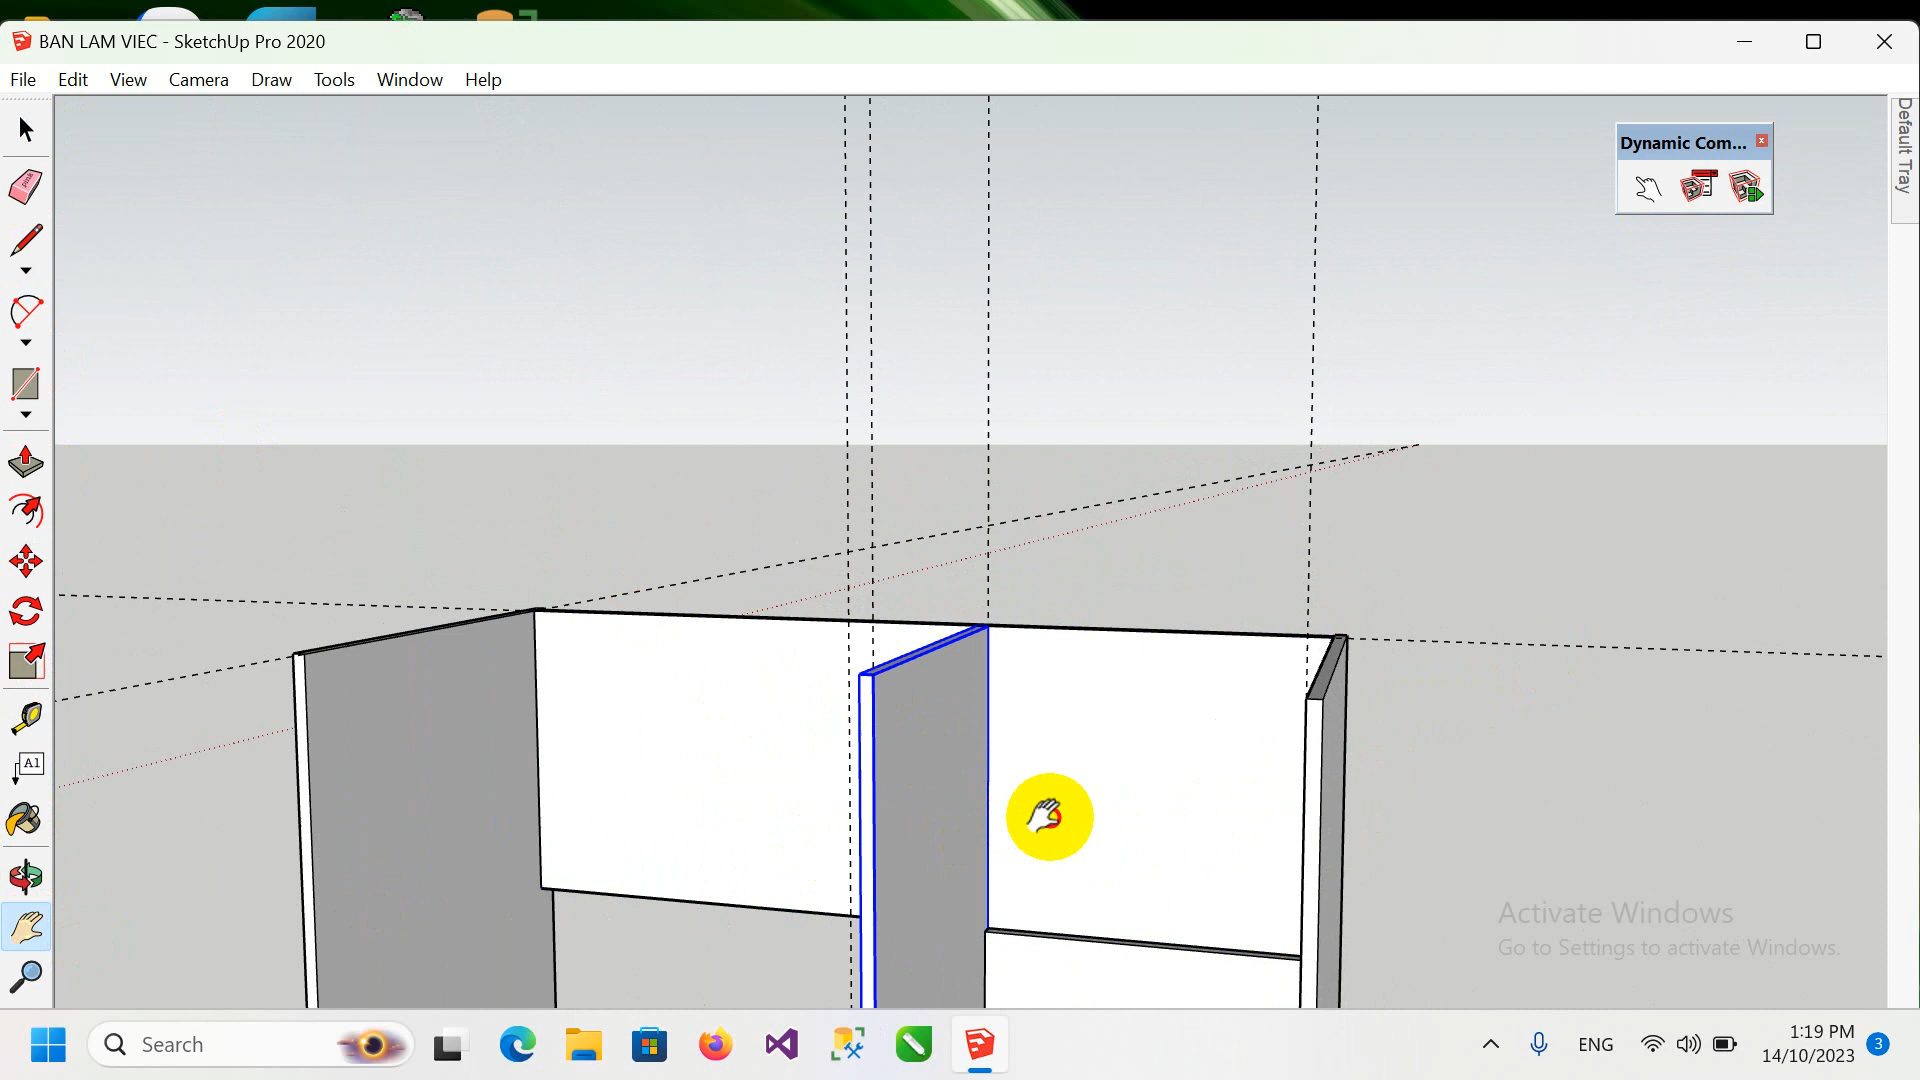 BAN LAM VIEC - SketchUp Pro 2020
File Edit View Camera Draw Tools Window Help
Default Tray
Dynamic Com...
A1
Activate Windows
Go to Settings to activate Windows.
Search
ENG
1:19 PM
14/10/2023
3